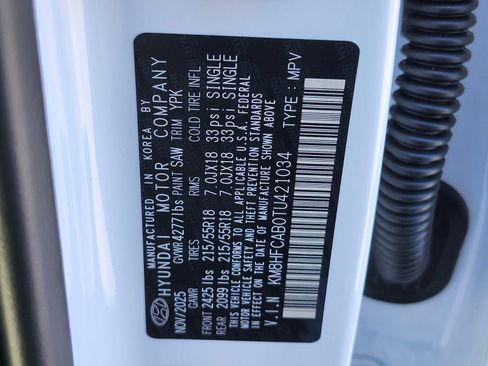 MANUFACTURED IN KOREA BY
HYUNDAI MOTOR COMPANY
NOV/2025 GVWR 4277lbs PAINT SAW TRIM YPK
GAWR TIRES RIMS COLD TIRE INFL
FRONT 2425 lbs 215/55R18 7.0JX18 33psi SINGLE
REAR 2099 lbs 215/55R18 7.0JX18 33psi SINGLE
THIS VEHICLE CONFORMS TO ALL APPLICABLE U.S.A. FEDERAL
MOTOR VEHICLE SAFETY AND THEFT PREVENTION STANDARDS
IN EFFECT ON THE DATE OF MANUFACTURE SHOWN ABOVE
V.I.N KM8HFCAB0TU421034 TYPE : MPV